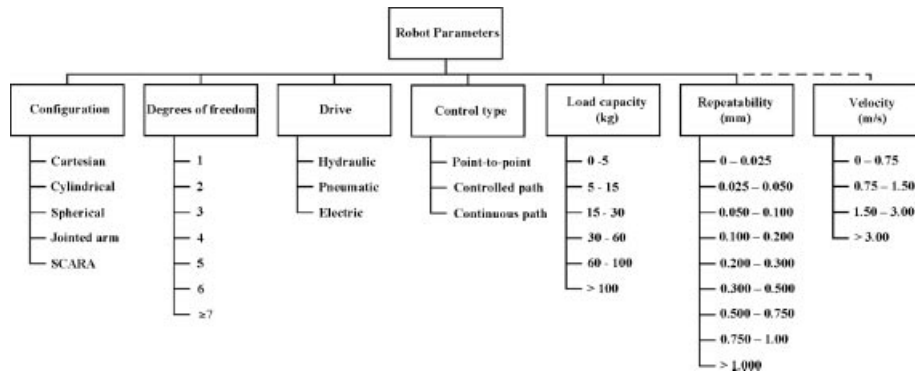 Robot Parameters
Configuration
Cartesian
Cylindrical
Spherical
Jointed arm
SCARA
Degrees of freedom
1
2
3
4
5
6
≥7
Drive
Hydraulic
Pneumatic
Electric
Control type
Point-to-point
Controlled path
Continuous path
Load capacity
(kg)
0 -5
5 - 15
15 - 30
30 - 60
60 - 100
> 100
Repeatability
(mm)
0 – 0.025
0.025 – 0.050
0.050 – 0.100
0.100 – 0.200
0.200 – 0.300
0.300 – 0.500
0.500 – 0.750
0.750 – 1.00
> 1.000
Velocity
(m/s)
0 – 0.75
0.75 – 1.50
1.50 – 3.00
> 3.00